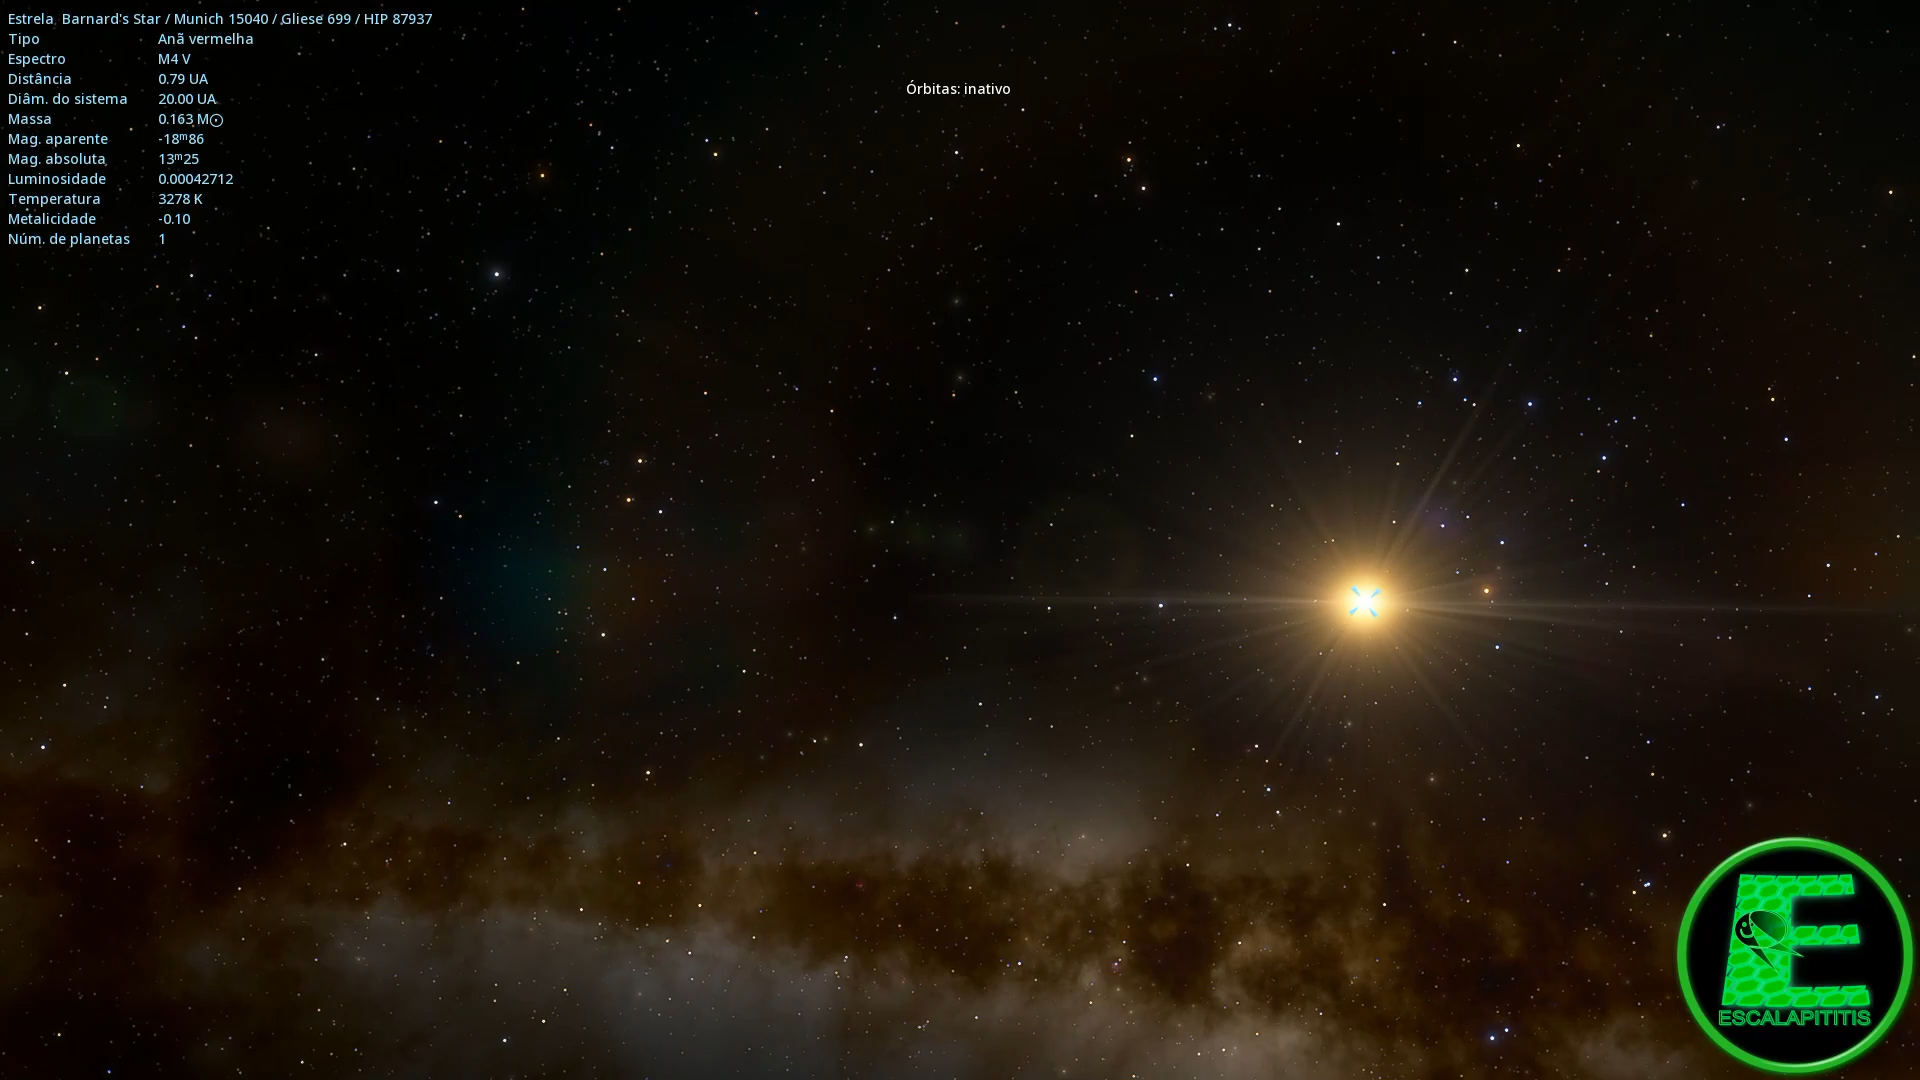 Estrela  Barnard's Star / Munich 15040 / Gliese 699 / HIP 87937
Tipo Anã vermelha
Espectro M4 V
Distância 0.79 UA
Diâm. do sistema 20.00 UA
Massa 0.163 M☉
Mag. aparente -18ᵐ86
Mag. absoluta 13ᵐ25
Luminosidade 0.00042712
Temperatura 3278 K
Metalicidade -0.10
Núm. de planetas 1
Órbitas: inativo
E
ESCALAPITITIS